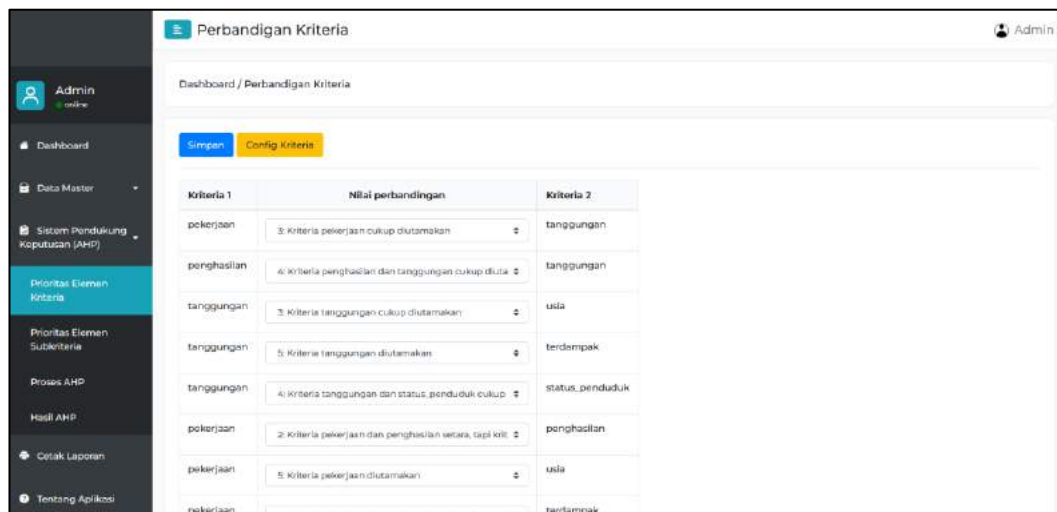 Perbandigan Kriteria
Admin
Admin
online
Dashboard / Perbandigan Kriteria
Dashboard
Data Master
Sistem Pendukung
Keputusan (AHP)
Prioritas Elemen
Kriteria
Prioritas Elemen
Subkriteria
Proses AHP
Hasil AHP
Cetak Laporan
Tentang Aplikasi
Simpan Config Kriteria
Kriteria 1 Nilai perbandingan Kriteria 2
pekerjaan 3: Kriteria pekerjaan cukup diutamakan tanggungan
penghasilan 4: Kriteria penghasilan dan tanggungan cukup diuta tanggungan
tanggungan 3: Kriteria tanggungan cukup diutamakan usia
tanggungan 5: Kriteria tanggungan diutamakan terdampak
tanggungan 4: Kriteria tanggungan dan status_penduduk cukup status_penduduk
pekerjaan 2: Kriteria pekerjaan dan penghasilan setara, tapi krit penghasilan
pekerjaan 5: Kriteria pekerjaan diutamakan usia
pekerjaan terdampak